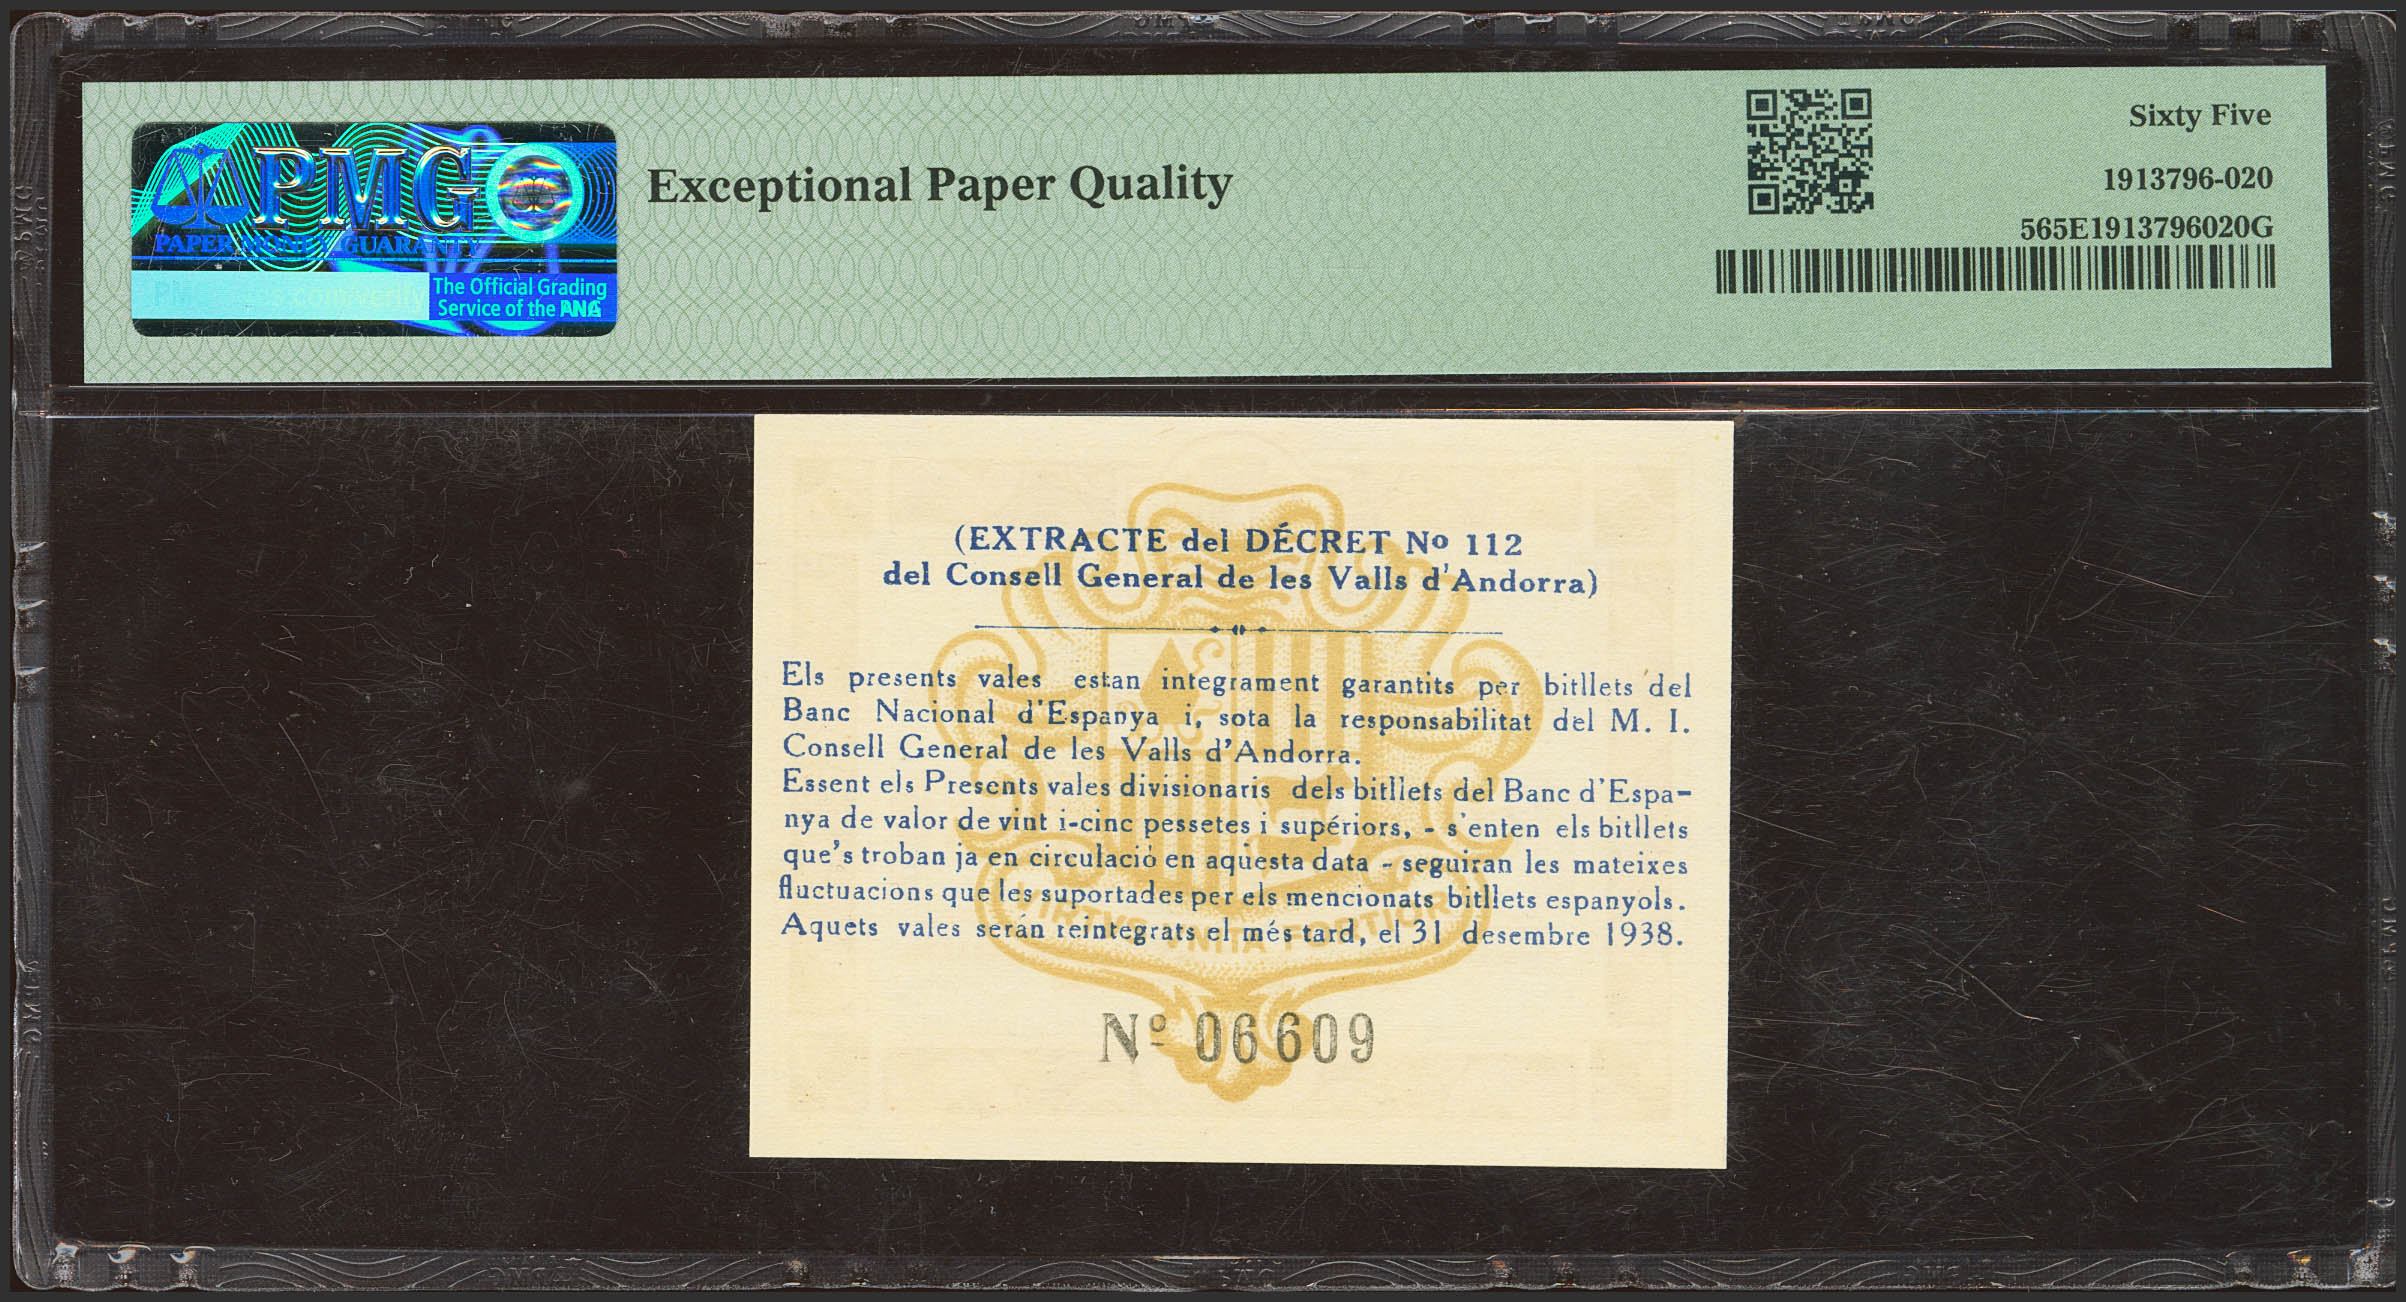 PMG
PAPER MONEY GUARANTY
The Official Grading
Service of the ANA
Exceptional Paper Quality
Sixty Five
1913796-020
565E1913796020G
(EXTRACTE del DÉCRET Nº 112
del Consell General de les Valls d'Andorra)
Els presents vales estan integrament garantits per bitllets del
Banc Nacional d'Espanya i, sota la responsabilitat del M. I.
Consell General de les Valls d'Andorra.
Essent els Presents vales divisionaris dels bitllets del Banc d'Espa-
nya de valor de vint i-cinc pessetes i supériors, - s'enten els bitllets
que's troban ja en circulació en aqüesta data - seguiran les mateixes
fluctuacions que les suportades per els mencionats bitllets espanyols.
Aquets vales serán reintegrats el més tard, el 31 desembre 1938.
VIRTUS UNITA FORTIOR
Nº 06609